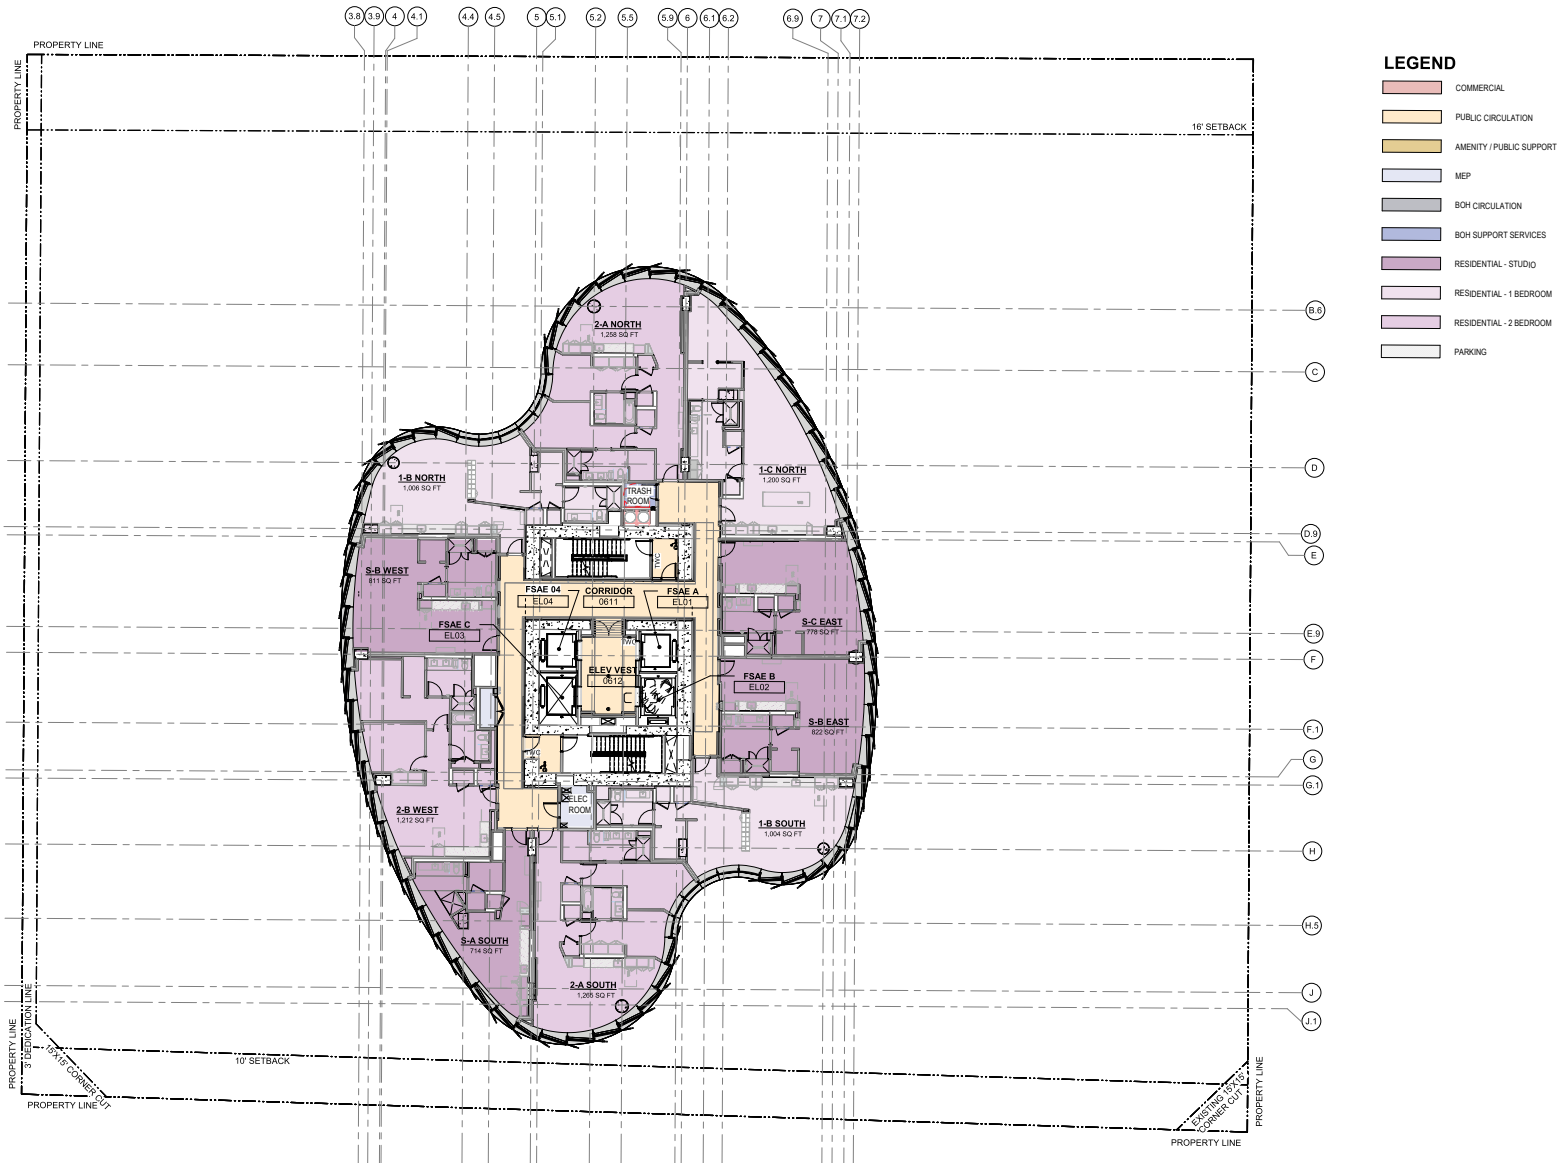 3.8 3.9 4 4.1 4.4 4.5 5 5.1 5.2 5.5 5.9 6 6.1 6.2 6.9 7 7.1 7.2
PROPERTY LINE
PROPERTY LINE
16' SETBACK
LEGEND
COMMERCIAL
PUBLIC CIRCULATION
AMENITY / PUBLIC SUPPORT
MEP
BOH CIRCULATION
BOH SUPPORT SERVICES
RESIDENTIAL - STUDIO
RESIDENTIAL - 1 BEDROOM
RESIDENTIAL - 2 BEDROOM
PARKING
B.6
C
D
D.9
E
E.9
F
F.1
G
G.1
H
H.5
J
J.1
2-A NORTH
1,258 SQ FT
1-B NORTH
1,006 SQ FT
1-C NORTH
1,200 SQ FT
TRASH
ROOM
TWC
S-B WEST
811 SQ FT
FSAE 04
EL04
CORRIDOR
0611
FSAE A
EL01
FSAE C
EL03
S-C EAST
778 SQ FT
ELEV VEST
0612
FSAE B
EL02
S-B EAST
822 SQ FT
TWC
ELEC
ROOM
2-B WEST
1,212 SQ FT
1-B SOUTH
1,004 SQ FT
S-A SOUTH
714 SQ FT
2-A SOUTH
1,265 SQ FT
3' DEDICATION LINE
PROPERTY LINE
15'X15' CORNER CUT
10' SETBACK
PROPERTY LINE
EXISTING 15'X15'
CORNER CUT
PROPERTY LINE
PROPERTY LINE